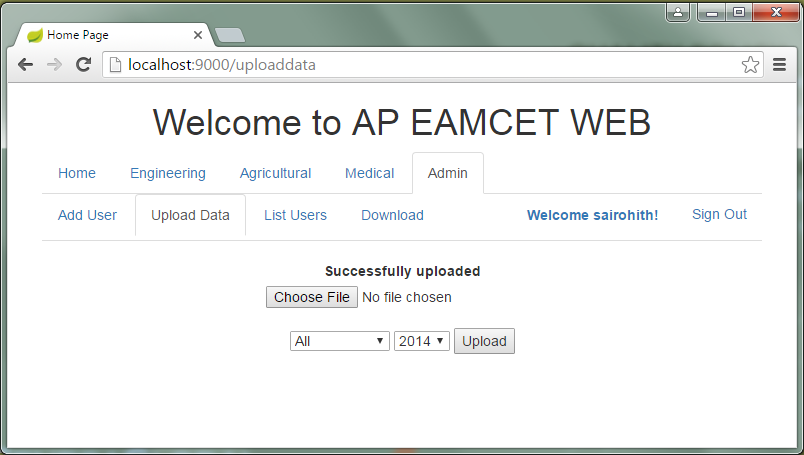 Home Page
localhost:9000/uploaddata
Welcome to AP EAMCET WEB
Home Engineering Agricultural Medical Admin
Add User Upload Data List Users Download Welcome sairohith! Sign Out
Successfully uploaded
Choose File No file chosen
All 2014 Upload